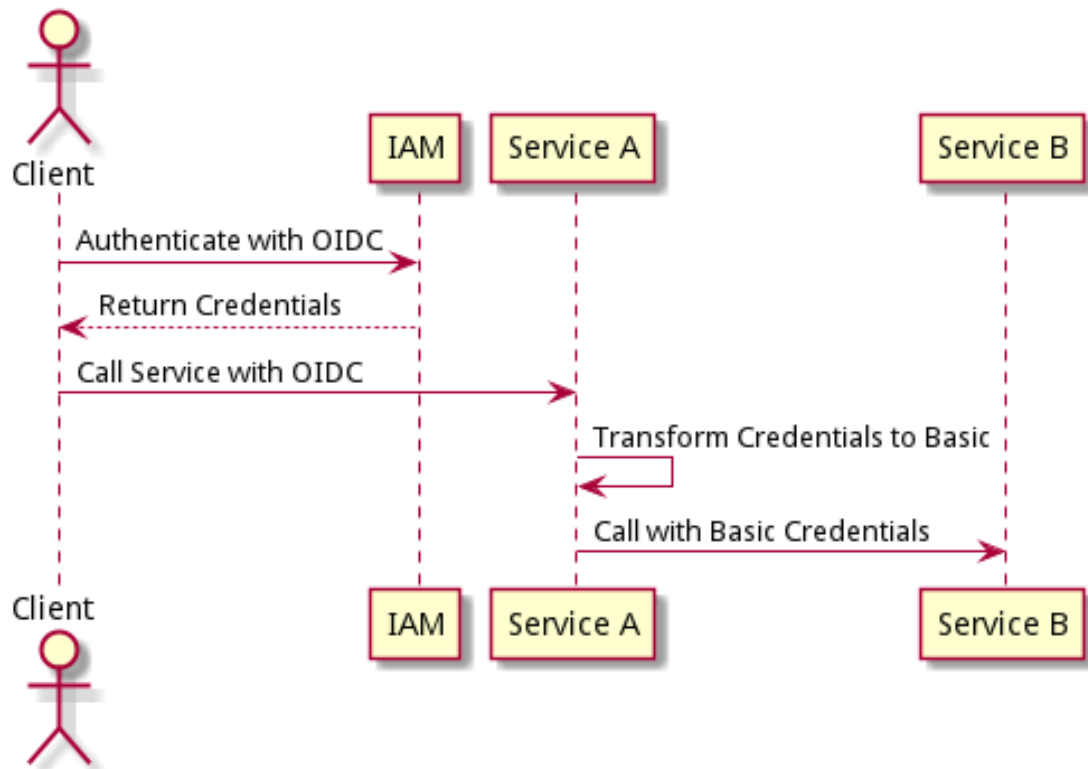 Client
IAM
Service A
Service B
Authenticate with OIDC
Return Credentials
Call Service with OIDC
Transform Credentials to Basic
Call with Basic Credentials
Client
IAM
Service A
Service B